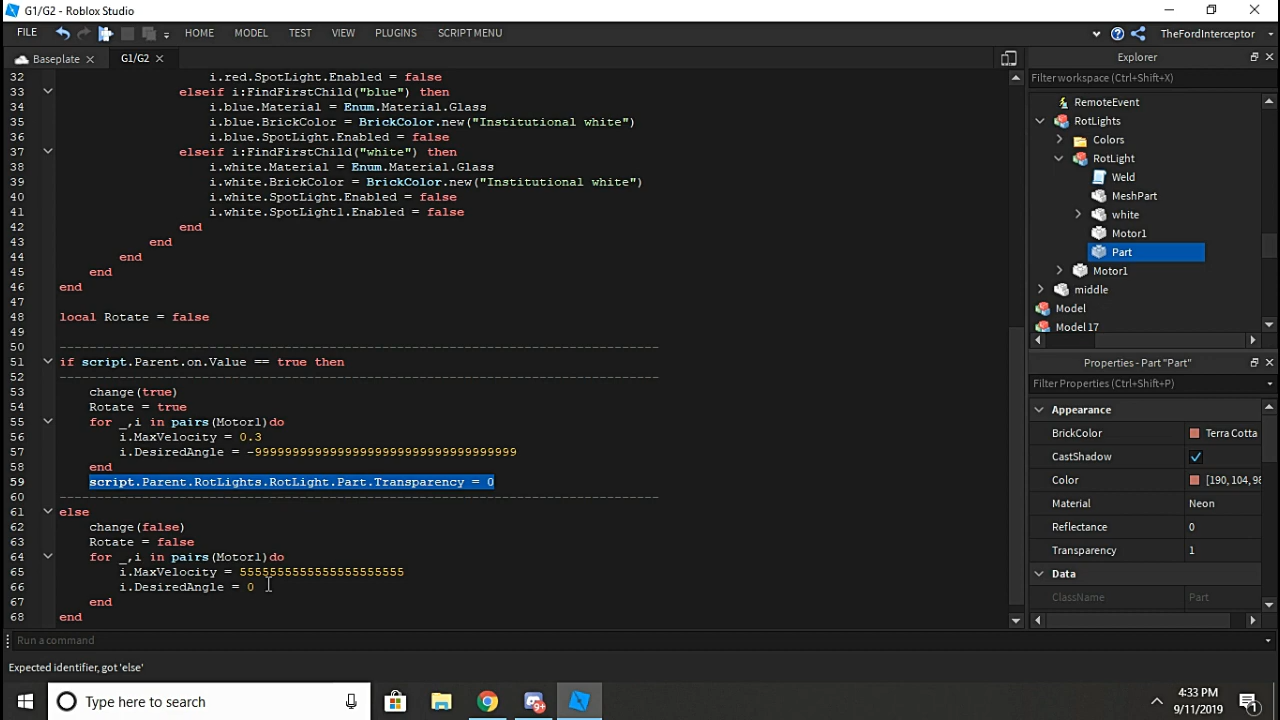 G1/G2 - Roblox Studio
FILE HOME MODEL TEST VIEW PLUGINS SCRIPT MENU TheFordInterceptor
Baseplate G1/G2
32 i.red.SpotLight.Enabled = false
33 elseif i:FindFirstChild("blue") then
34 i.blue.Material = Enum.Material.Glass
35 i.blue.BrickColor = BrickColor.new("Institutional white")
36 i.blue.SpotLight.Enabled = false
37 elseif i:FindFirstChild("white") then
38 i.white.Material = Enum.Material.Glass
39 i.white.BrickColor = BrickColor.new("Institutional white")
40 i.white.SpotLight.Enabled = false
41 i.white.SpotLight1.Enabled = false
42 end
43 end
44 end
45 end
46 end
47
48 local Rotate = false
49
50 --------------------------------------------------------------------------------
51 if script.Parent.on.Value == true then
52 --------------------------------------------------------------------------------
53 change(true)
54 Rotate = true
55 for _,i in pairs(Motor1)do
56 i.MaxVelocity = 0.3
57 i.DesiredAngle = -99999999999999999999999999999999999
58 end
59 script.Parent.RotLights.RotLight.Part.Transparency = 0
60 --------------------------------------------------------------------------------
61 else
62 change(false)
63 Rotate = false
64 for _,i in pairs(Motor1)do
65 i.MaxVelocity = 5555555555555555555555
66 i.DesiredAngle = 0
67 end
68 end
Run a command
Expected identifier, got 'else'
Explorer
Filter workspace (Ctrl+Shift+X)
RemoteEvent
RotLights
Colors
RotLight
Weld
MeshPart
white
Motor1
Part
Motor1
middle
Model
Model 17
Properties - Part "Part"
Filter Properties (Ctrl+Shift+P)
Appearance
BrickColor Terra Cotta
CastShadow
Color [190, 104, 98
Material Neon
Reflectance 0
Transparency 1
Data
ClassName Part
Type here to search
9+
4:33 PM
9/11/2019
1